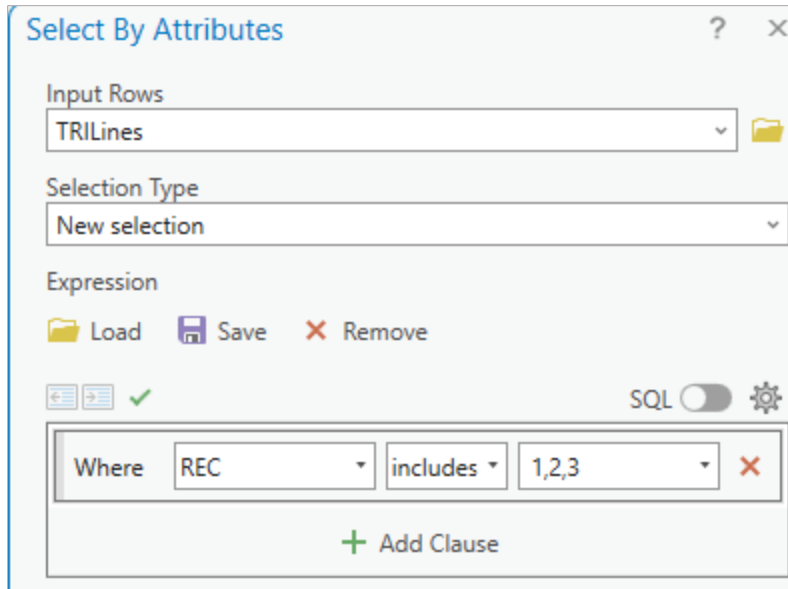 Select By Attributes ? ×
Input Rows
TRILines
Selection Type
New selection
Expression
Load Save Remove
SQL
Where REC includes 1,2,3
Add Clause